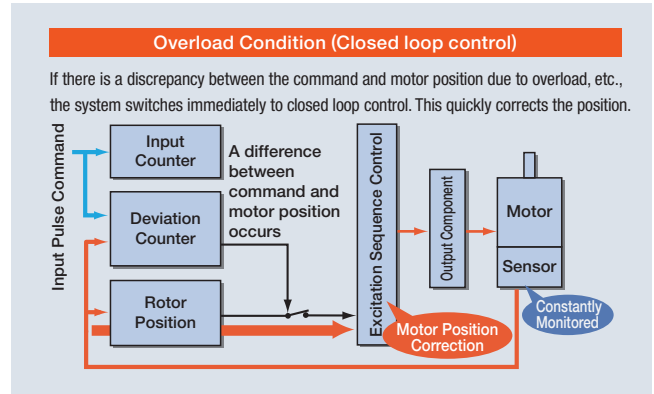 Overload Condition (Closed loop control)
If there is a discrepancy between the command and motor position due to overload, etc.,
the system switches immediately to closed loop control. This quickly corrects the position.
Input Pulse Command
Input
Counter
A difference
between
command and
motor position
occurs
Deviation
Counter
Rotor
Position
Excitation Sequence Control
Output Component
Motor
Sensor
Constantly
Monitored
Motor Position
Correction